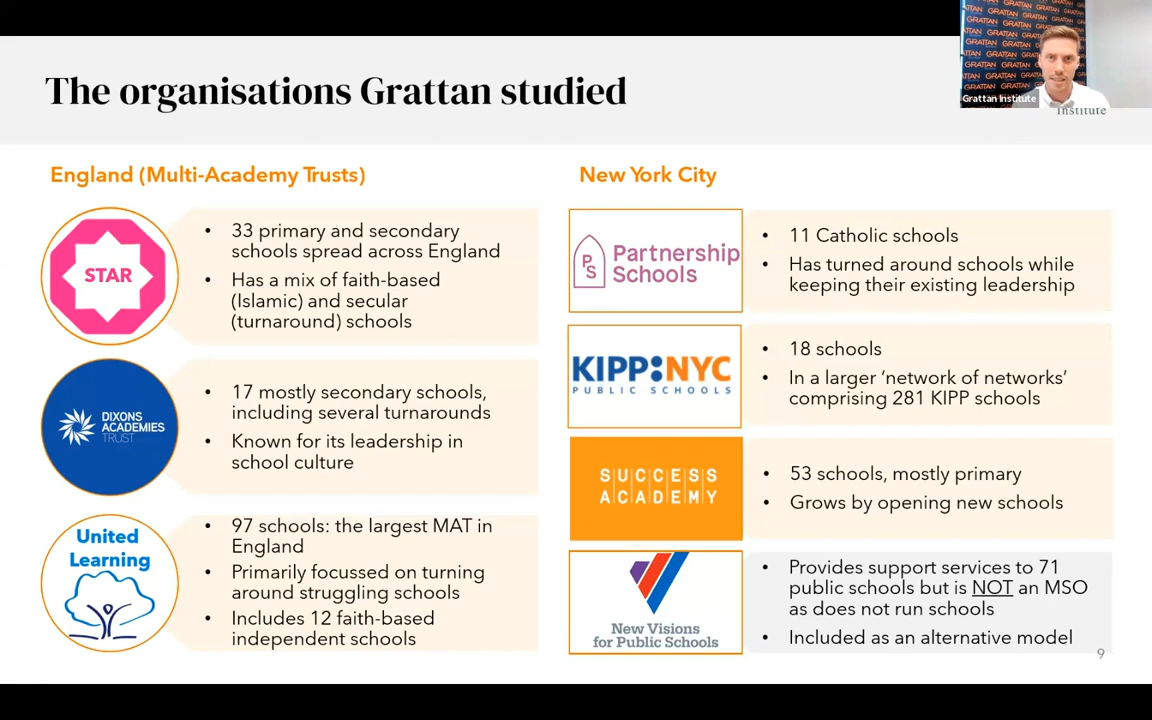 The organisations Grattan studied
Grattan Institute
Institute
England (Multi-Academy Trusts)
STAR
• 33 primary and secondary
schools spread across England
• Has a mix of faith-based
(Islamic) and secular
(turnaround) schools
DIXONS
ACADEMIES
TRUST
• 17 mostly secondary schools,
including several turnarounds
• Known for its leadership in
school culture
United
Learning
• 97 schools: the largest MAT in
England
• Primarily focussed on turning
around struggling schools
• Includes 12 faith-based
independent schools
New York City
PS
Partnership
Schools
• 11 Catholic schools
• Has turned around schools while
keeping their existing leadership
KIPP:NYC
PUBLIC SCHOOLS
• 18 schools
• In a larger ‘network of networks’
comprising 281 KIPP schools
SUCCESS
ACADEMY
• 53 schools, mostly primary
• Grows by opening new schools
New Visions
for Public Schools
• Provides support services to 71
public schools but is NOT an MSO
as does not run schools
• Included as an alternative model
9